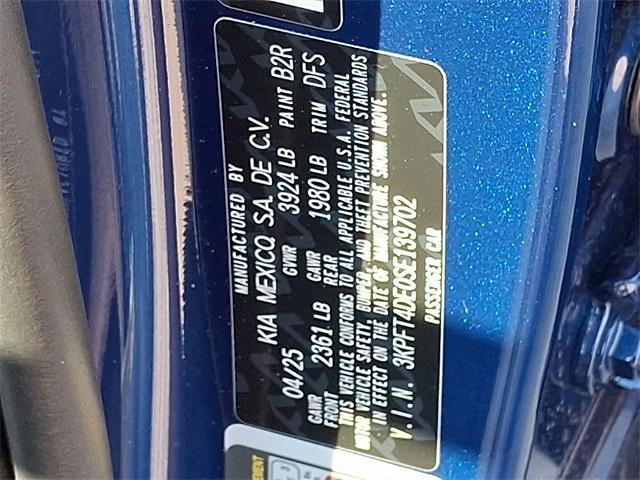 MANUFACTURED BY
KIA MEXICO, S.A. DE C.V.
04/25 GVWR 3924 LB PAINT B2R
GAWR FRONT 2361 LB GAWR REAR 1980 LB TRIM DFS
THIS VEHICLE CONFORMS TO ALL APPLICABLE U.S.A. FEDERAL
MOTOR VEHICLE SAFETY, BUMPER, AND THEFT PREVENTION STANDARDS
IN EFFECT ON THE DATE OF MANUFACTURE SHOWN ABOVE.
V.I.N. 3KPFT4DE0SE139702
PASSENGER CAR